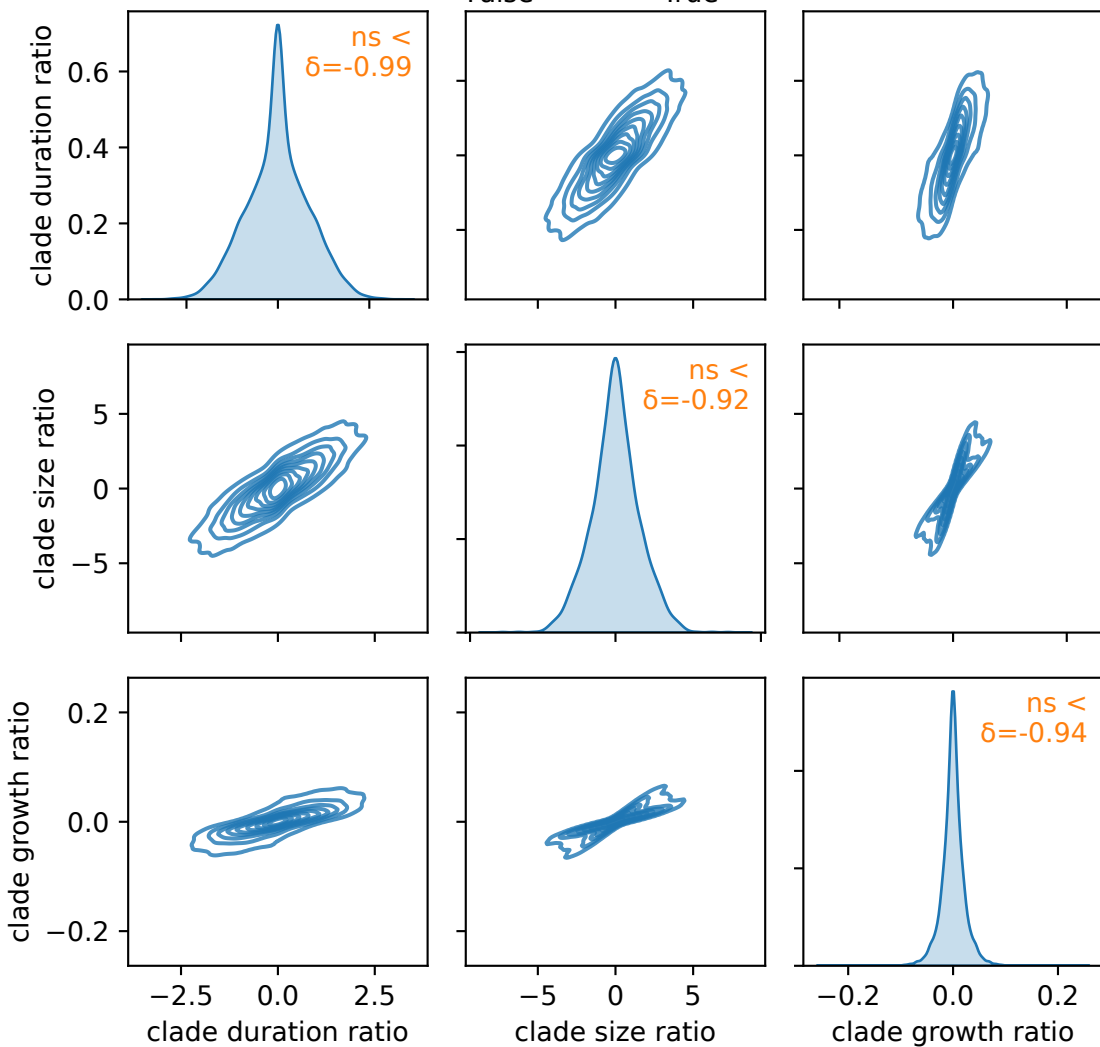 ns <
δ=-0.99
clade duration ratio
0.6
0.4
0.2
0.0
ns <
δ=-0.92
clade size ratio
5
0
−5
ns <
δ=-0.94
clade growth ratio
0.2
0.0
−0.2
−2.5 0.0 2.5
−5 0 5
−0.2 0.0 0.2
clade duration ratio
clade size ratio
clade growth ratio